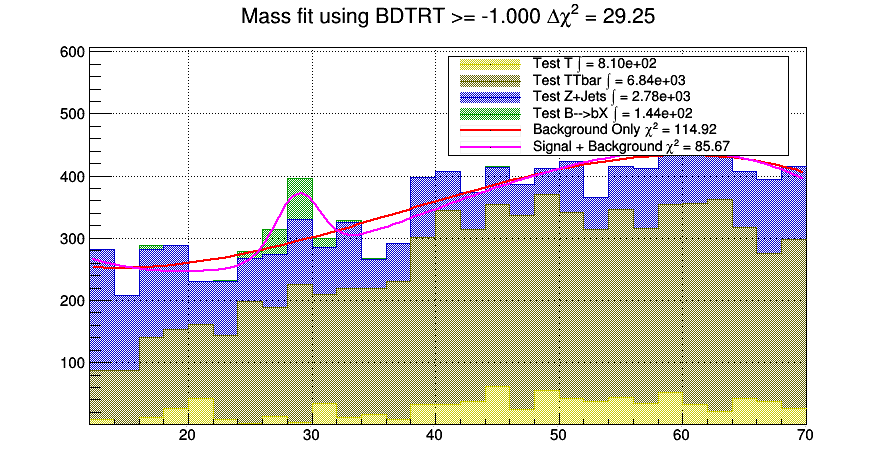 Mass fit using BDTRT >= -1.000 Δχ² = 29.25
600
500
400
300
200
100
Test T ∫ = 8.10e+02
Test TTbar ∫ = 6.84e+03
Test Z+Jets ∫ = 2.78e+03
Test B-->bX ∫ = 1.44e+02
Background Only χ² = 114.92
Signal + Background χ² = 85.67
20 30 40 50 60 70